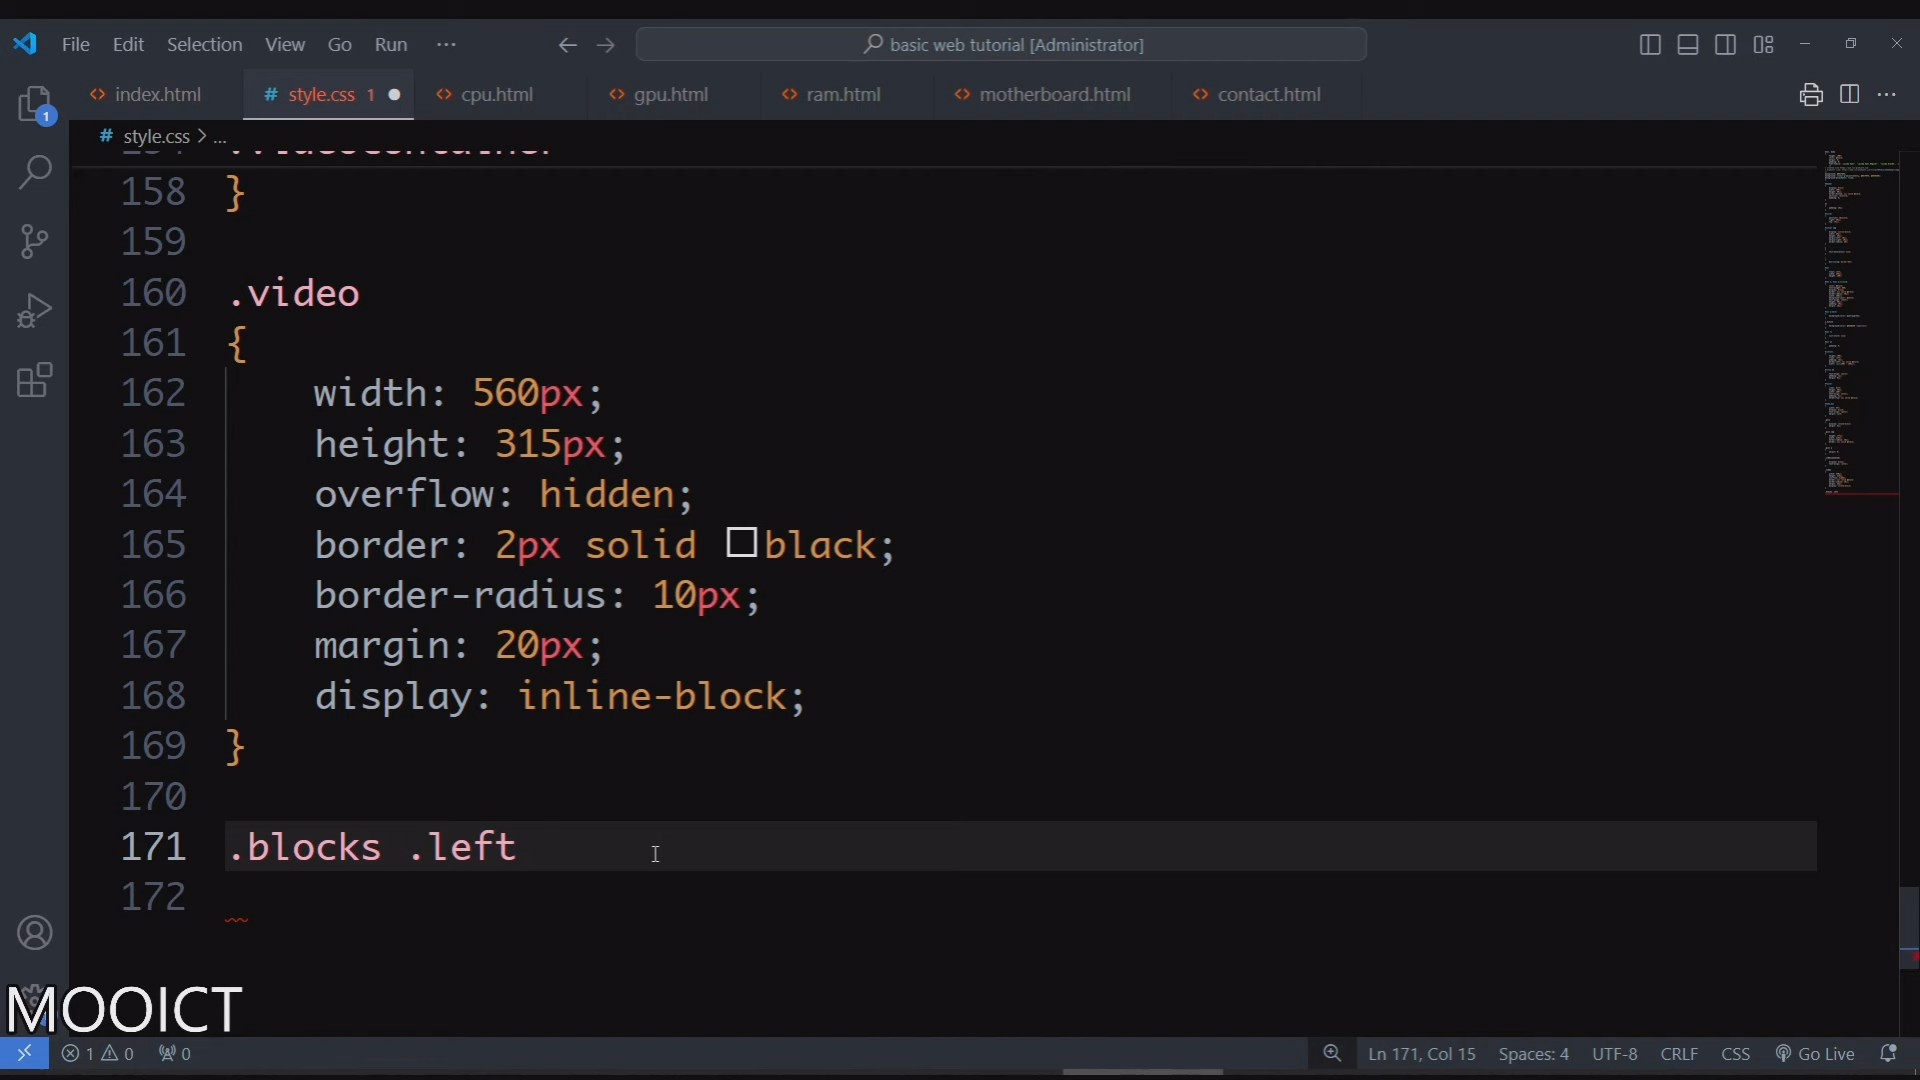 File Edit Selection View Go Run ··· basic web tutorial [Administrator]
index.html # style.css 1 cpu.html gpu.html ram.html motherboard.html contact.html
# style.css > ...
158 }
159
160 .video
161 {
162 width: 560px;
163 height: 315px;
164 overflow: hidden;
165 border: 2px solid black;
166 border-radius: 10px;
167 margin: 20px;
168 display: inline-block;
169 }
170
171 .blocks .left
172
1
MOOICT
1 0 0 Ln 171, Col 15 Spaces: 4 UTF-8 CRLF CSS Go Live